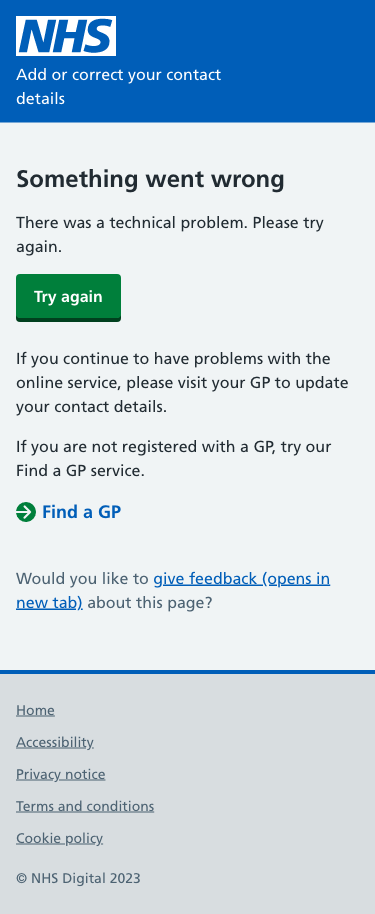 NHS
Add or correct your contact
details
Something went wrong
There was a technical problem. Please try
again.
Try again
If you continue to have problems with the
online service, please visit your GP to update
your contact details.
If you are not registered with a GP, try our
Find a GP service.
Find a GP
Would you like to give feedback (opens in
new tab) about this page?
Home
Accessibility
Privacy notice
Terms and conditions
Cookie policy
© NHS Digital 2023